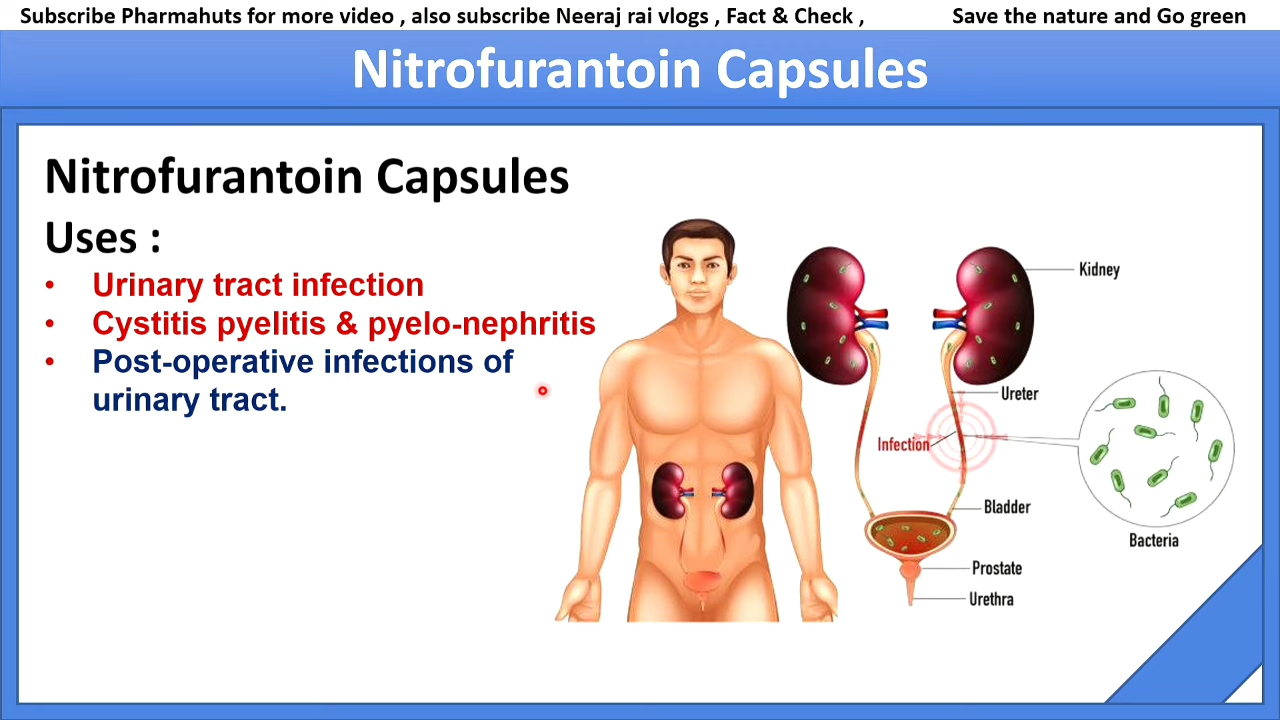 Subscribe Pharmahuts for more video , also subscribe Neeraj rai vlogs , Fact & Check , Save the nature and Go green
Nitrofurantoin Capsules
Nitrofurantoin Capsules
Uses :
• Urinary tract infection
• Cystitis pyelitis & pyelo-nephritis
• Post-operative infections of
urinary tract.
Kidney
Ureter
Infection
Bladder
Bacteria
Prostate
Urethra